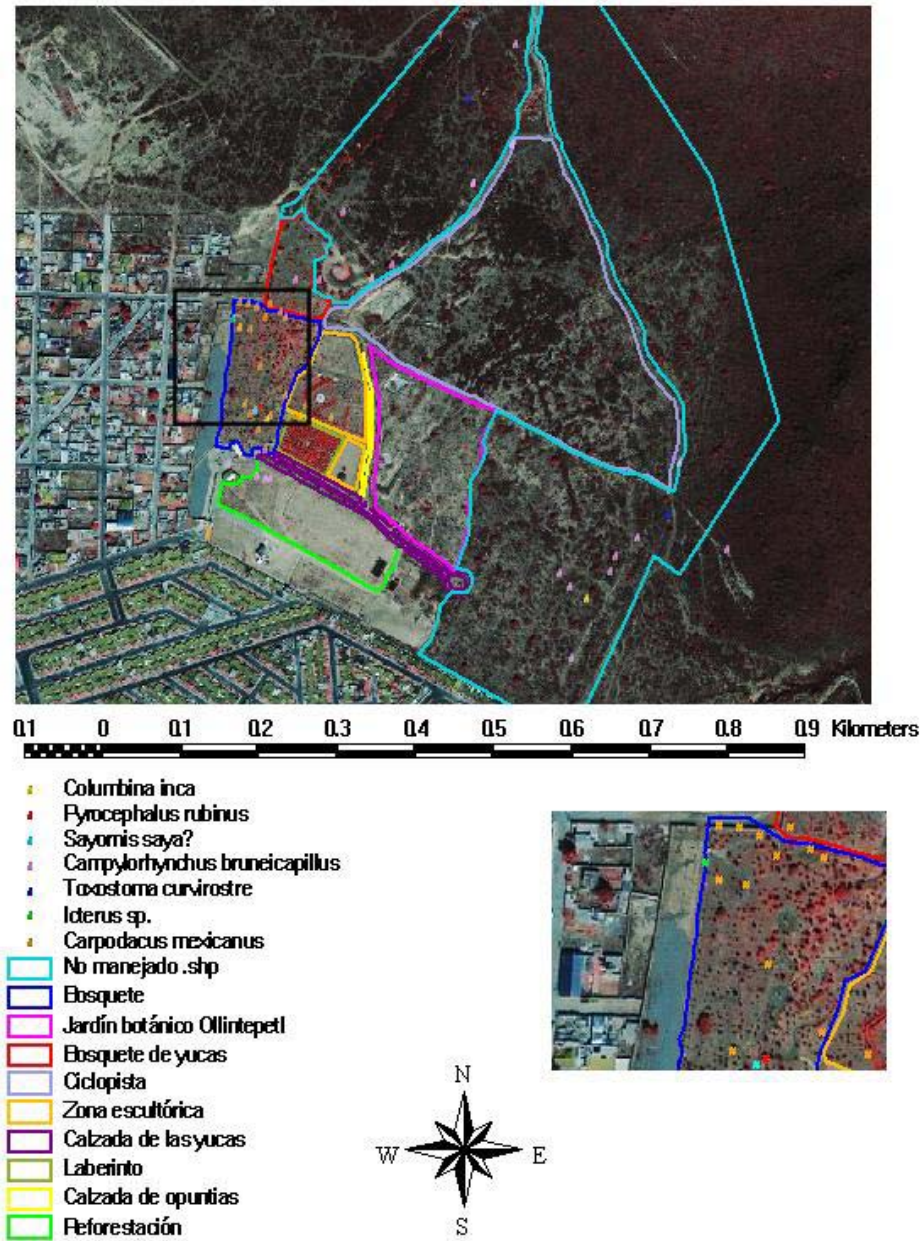 0.1 0 0.1 0.2 0.3 0.4 0.5 0.6 0.7 0.8 0.9 Kilometers
Columbina inca
Pyrocephalus rubinus
Sayornis saya?
Campylorhynchus bruneicapillus
Toxostoma curvirostre
Icterus sp.
Carpodacus mexicanus
No manejado .shp
Bosquete
Jardín botánico Ollintepetl
Bosquete de yucas
Ciclopista
Zona escultórica
Calzada de las yucas
Laberinto
Calzada de opuntias
Reforestación
N
W E
S